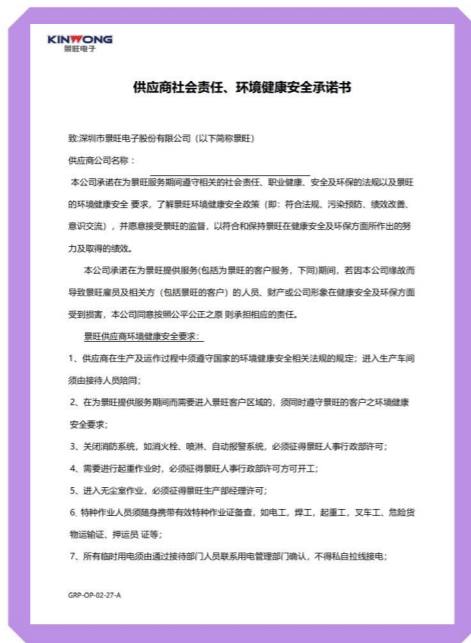 KINWONG
景旺电子
供应商社会责任、环境健康安全承诺书
致:深圳市景旺电子股份有限公司（以下简称景旺）
供应商公司名称：
本公司承诺在为景旺服务期间遵守相关的社会责任、职业健康、安全及环保的法规以及景旺
的环境健康安全 要求，了解景旺环境健康安全政策（即：符合法规、污染预防、绩效改善、
意识交流），并愿意接受景旺的监督，以符合和保持景旺在健康安全及环保方面所作出的努
力及取得的绩效。
本公司承诺在为景旺提供服务(包括为景旺的客户服务，下同)期间，若因本公司缘故而
导致景旺雇员及相关方（包括景旺的客户）的人员、财产或公司形象在健康安全及环保方面
受到损害，本公司同意按照公平公正之原 则承担相应的责任。
景旺供应商环境健康安全要求：
1、供应商在生产及运作过程中须遵守国家的环境健康安全相关法规的规定；进入生产车间
须由接待人员陪同；
2、在为景旺提供服务期间而需要进入景旺客户区域的，须同时遵守景旺的客户之环境健康
安全要求；
3、关闭消防系统，如消火栓、喷淋、自动报警系统，必须征得景旺人事行政部许可；
4、需要进行起重作业时，必须征得景旺人事行政部许可方可开工；
5、进入无尘室作业，必须征得景旺生产部经理许可；
6、特种作业人员须随身携带有效特种作业证备查，如电工，焊工，起重工，叉车工、危险货
物运输证、押运员 证等；
7、所有临时用电须由通过接待部门人员联系用电管理部门确认，不得私自拉线接电；
GRP-OP-02-27-A